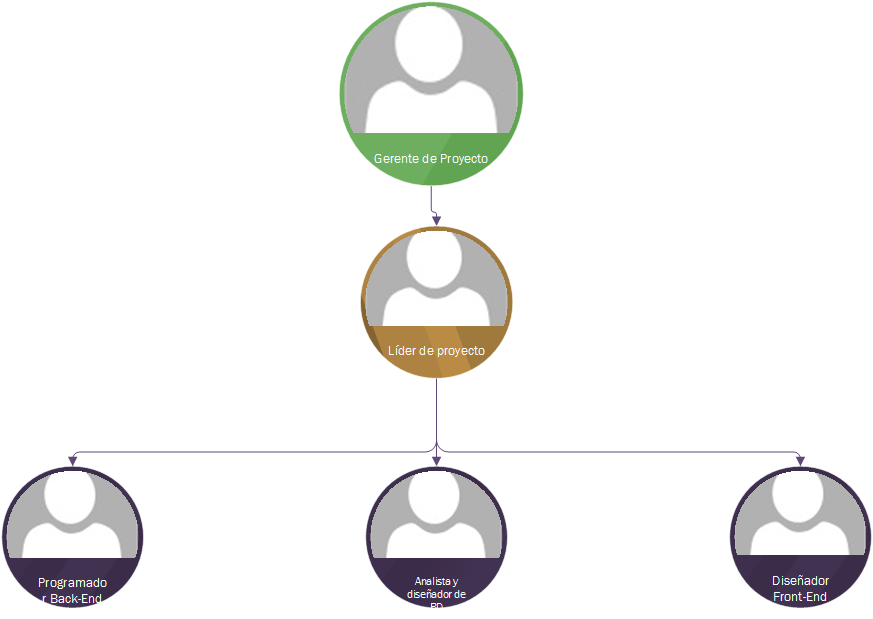 Gerente de Proyecto
Líder de proyecto
Programado
r Back-End
Analista y
diseñador de
BD
Diseñador
Front-End